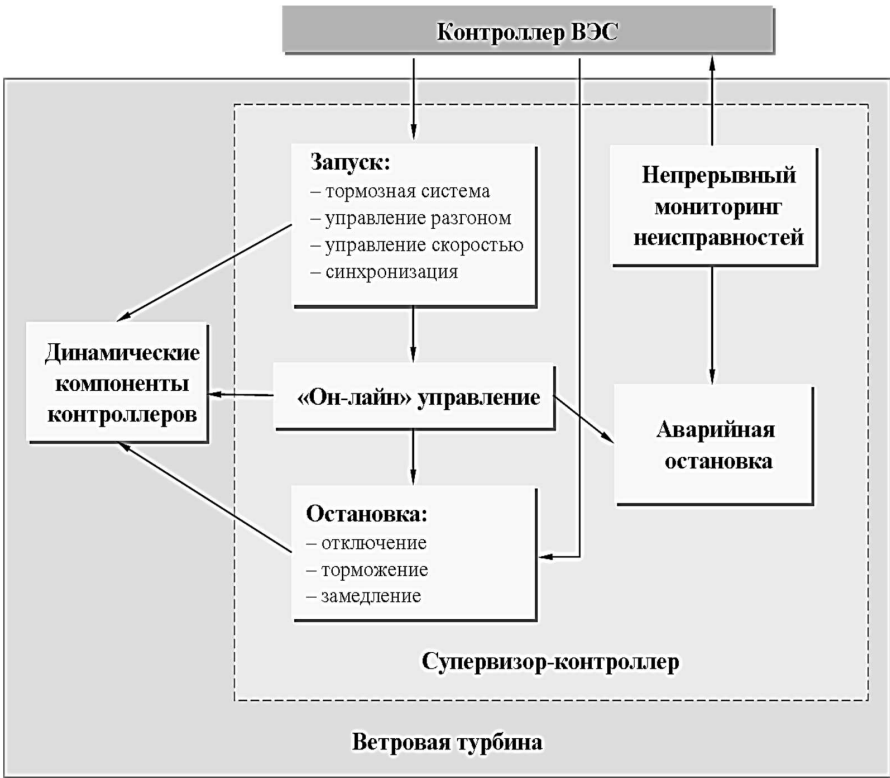 Контроллер ВЭС
Запуск:
– тормозная система
– управление разгоном
– управление скоростью
– синхронизация
Непрерывный
мониторинг
неисправностей
Динамические
компоненты
контроллеров
«Он-лайн» управление
Аварийная
остановка
Остановка:
– отключение
– торможение
– замедление
Супервизор-контроллер
Ветровая турбина